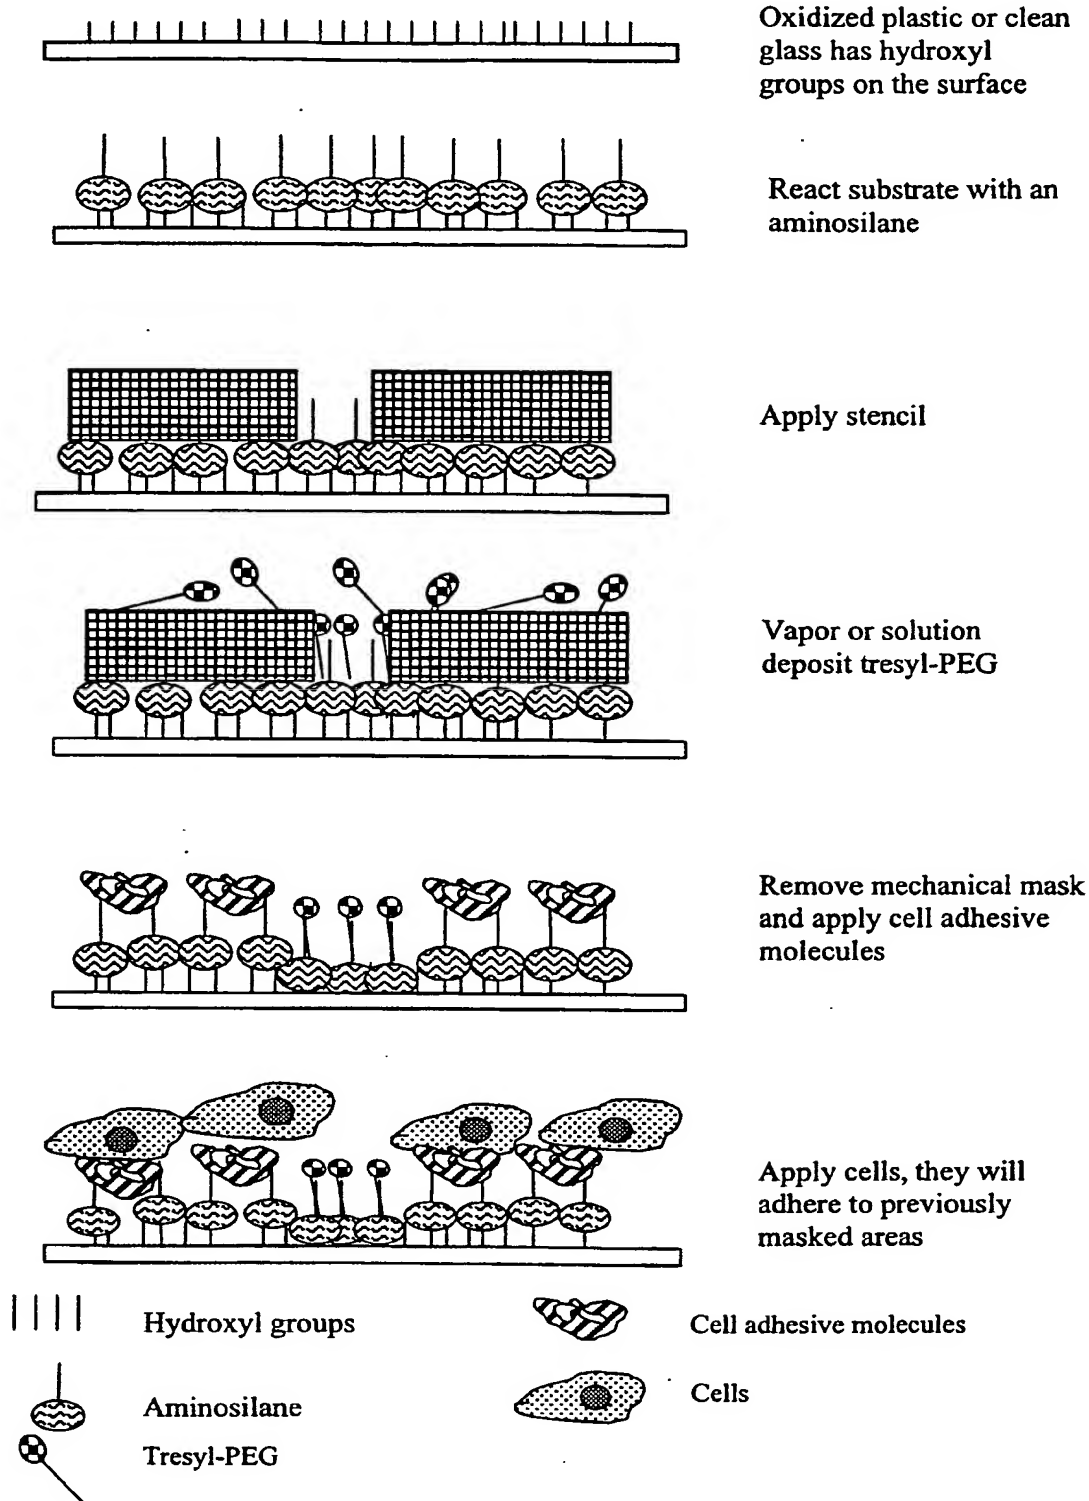 Oxidized plastic or clean
glass has hydroxyl
groups on the surface
React substrate with an
aminosilane
Apply stencil
Vapor or solution
deposit tresyl-PEG
Remove mechanical mask
and apply cell adhesive
molecules
Apply cells, they will
adhere to previously
masked areas
Hydroxyl groups
Cell adhesive molecules
Aminosilane
Cells
Tresyl-PEG